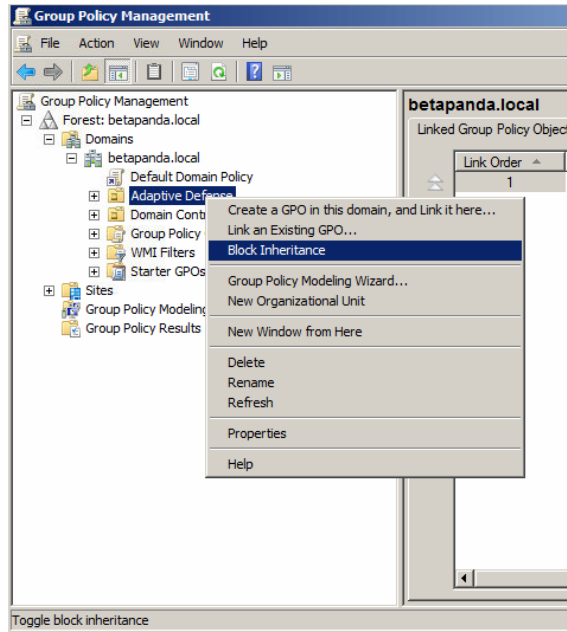 Group Policy Management
File Action View Window Help
Group Policy Management
Forest: betapanda.local
Domains
betapanda.local
Default Domain Policy
Adaptive Defense
Domain Contr
Group Policy
WMI Filters
Starter GPOs
Sites
Group Policy Modeling
Group Policy Results
betapanda.local
Linked Group Policy Object
Link Order
1
Create a GPO in this domain, and Link it here...
Link an Existing GPO...
Block Inheritance
Group Policy Modeling Wizard...
New Organizational Unit
New Window from Here
Delete
Rename
Refresh
Properties
Help
Toggle block inheritance